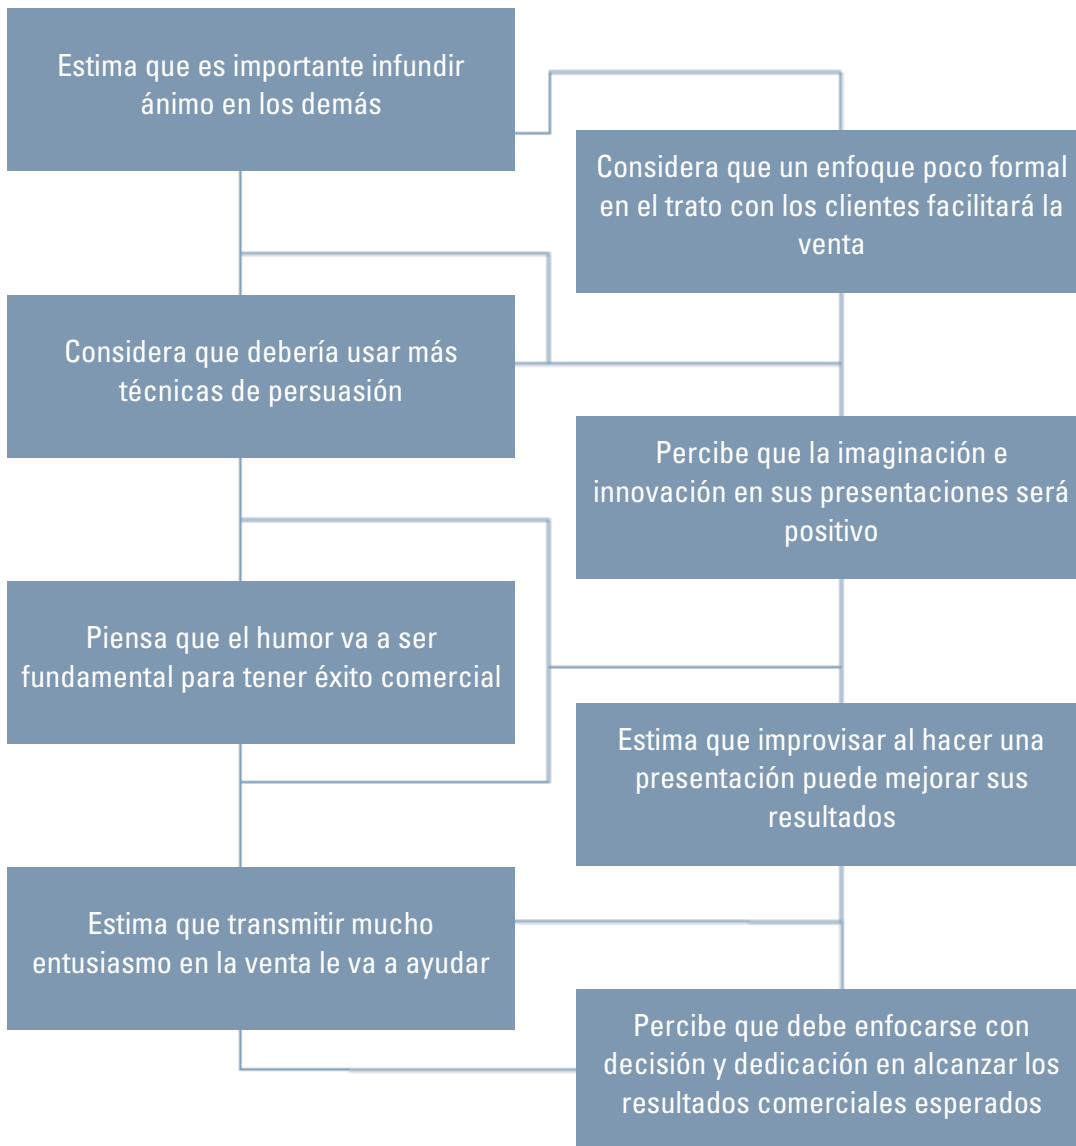 Estima que es importante infundir
ánimo en los demás
Considera que un enfoque poco formal
en el trato con los clientes facilitará la
venta
Considera que debería usar más
técnicas de persuasión
Percibe que la imaginación e
innovación en sus presentaciones será
positivo
Piensa que el humor va a ser
fundamental para tener éxito comercial
Estima que improvisar al hacer una
presentación puede mejorar sus
resultados
Estima que transmitir mucho
entusiasmo en la venta le va a ayudar
Percibe que debe enfocarse con
decisión y dedicación en alcanzar los
resultados comerciales esperados